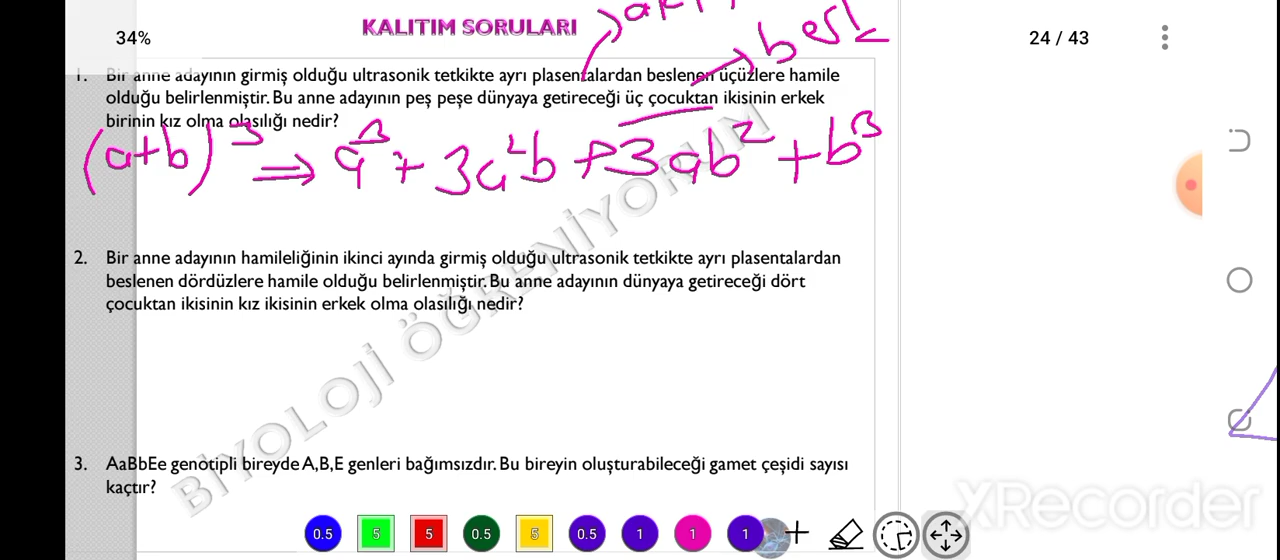 34%
KALITIM SORULARI
24 / 43
1. Bir anne adayının girmiş olduğu ultrasonik tetkikte ayrı plasentalardan beslenen üçüzlere hamile
olduğu belirlenmiştir. Bu anne adayının peş peşe dünyaya getireceği üç çocuktan ikisinin erkek
birinin kız olma olasılığı nedir?
(a+b)³ ⇒ a³ + 3a²b + 3ab² + b³
2. Bir anne adayının hamileliğinin ikinci ayında girmiş olduğu ultrasonik tetkikte ayrı plasentalardan
beslenen dördüzlere hamile olduğu belirlenmiştir. Bu anne adayının dünyaya getireceği dört
çocuktan ikisinin kız ikisinin erkek olma olasılığı nedir?
BİYOLOJİ ÖĞRENİYORUM
3. AaBbEe genotipli bireyde A,B,E genleri bağımsızdır. Bu bireyin oluşturabileceği gamet çeşidi sayısı
kaçtır?
XRecorder
0.5 5 5 0.5 5 0.5 1 1 1